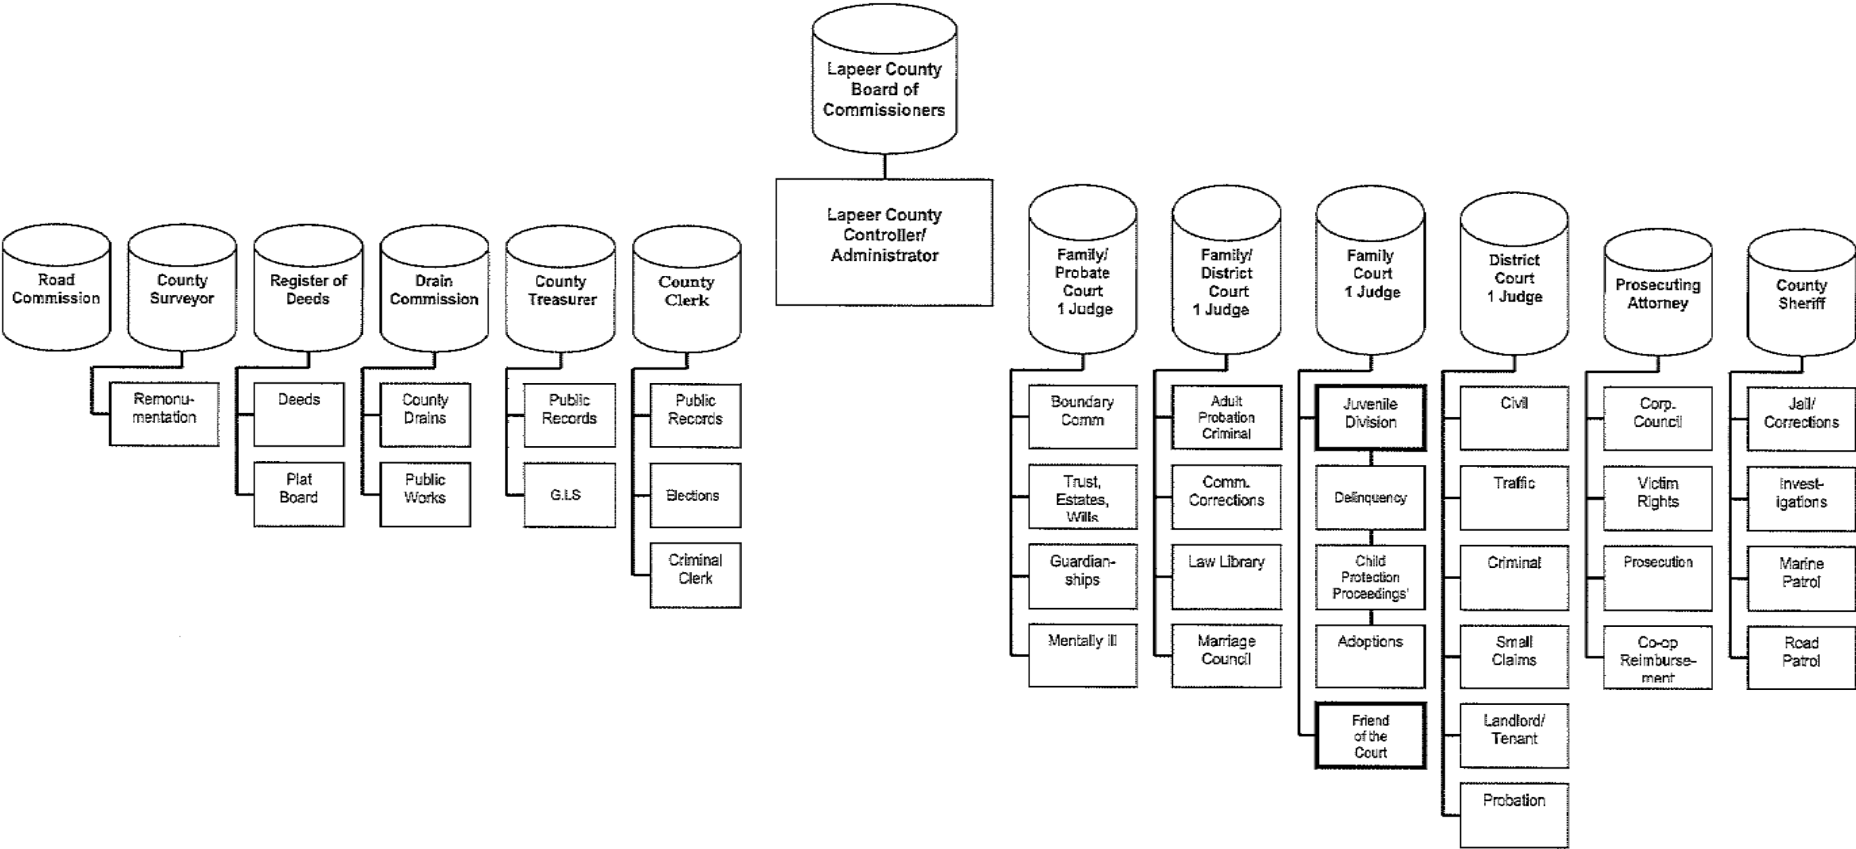 Lapeer County
Board of
Commissioners
Lapeer County
Controller/
Administrator
Road
Commission
County
Surveyor
Remonu-
mentation
Register of
Deeds
Deeds
Plat
Board
Drain
Commission
County
Drains
Public
Works
County
Treasurer
Public
Records
G.I.S
County
Clerk
Public
Records
Elections
Criminal
Clerk
Family/
Probate
Court
1 Judge
Boundary
Comm
Trust,
Estates,
Wills
Guardian-
ships
Mentally ill
Family/
District
Court
1 Judge
Adult
Probation
Criminal
Comm.
Corrections
Law Library
Marriage
Council
Family
Court
1 Judge
Juvenile
Division
Delinquency
Child
Protection
Proceedings'
Adoptions
Friend
of the
Court
District
Court
1 Judge
Civil
Traffic
Criminal
Small
Claims
Landlord/
Tenant
Probation
Prosecuting
Attorney
Corp.
Council
Victim
Rights
Prosecution
Co-op
Reimburse-
ment
County
Sheriff
Jail/
Corrections
Invest-
igations
Marine
Patrol
Road
Patrol